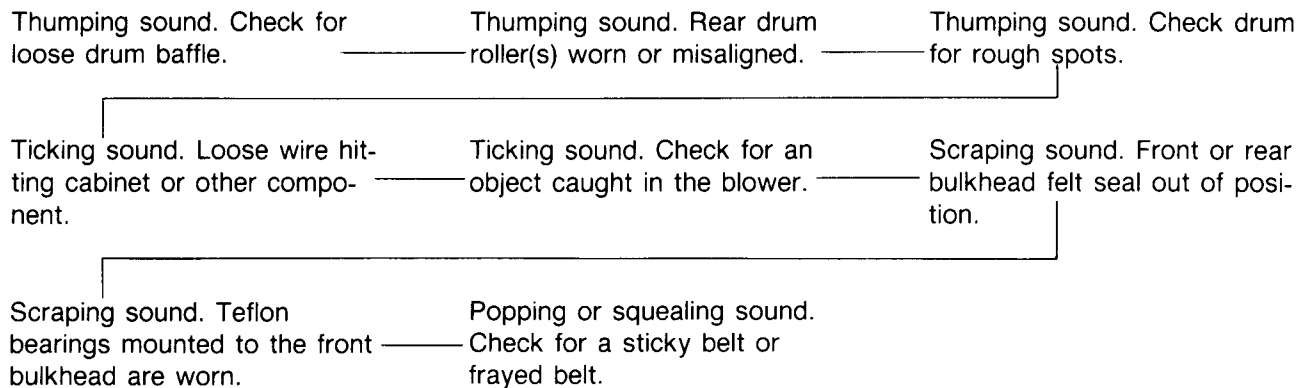 Thumping sound. Check for
loose drum baffle.
Thumping sound. Rear drum
roller(s) worn or misaligned.
Thumping sound. Check drum
for rough spots.
Ticking sound. Loose wire hit-
ting cabinet or other compo-
nent.
Ticking sound. Check for an
object caught in the blower.
Scraping sound. Front or rear
bulkhead felt seal out of posi-
tion.
Scraping sound. Teflon
bearings mounted to the front
bulkhead are worn.
Popping or squealing sound.
Check for a sticky belt or
frayed belt.